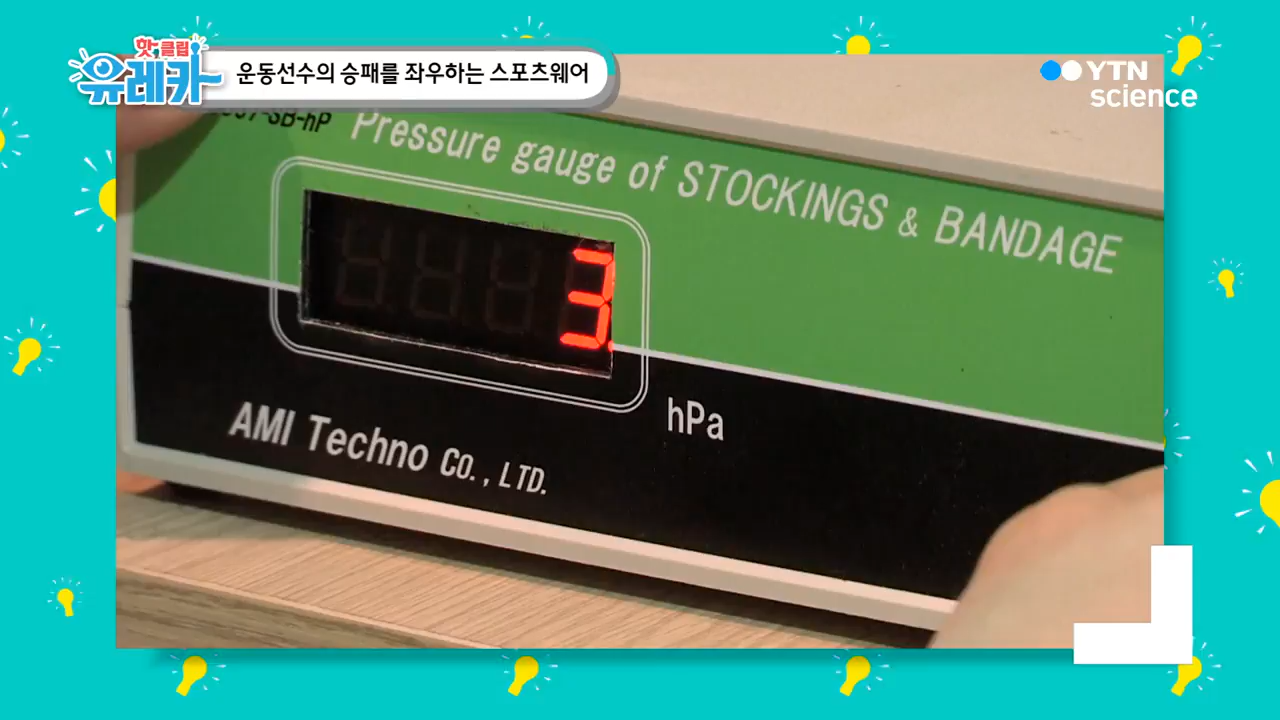 핫클립
유레카
운동선수의 승패를 좌우하는 스포츠웨어
YTN
science
Pressure gauge of STOCKINGS & BANDAGE
3.
hPa
AMI Techno CO., LTD.